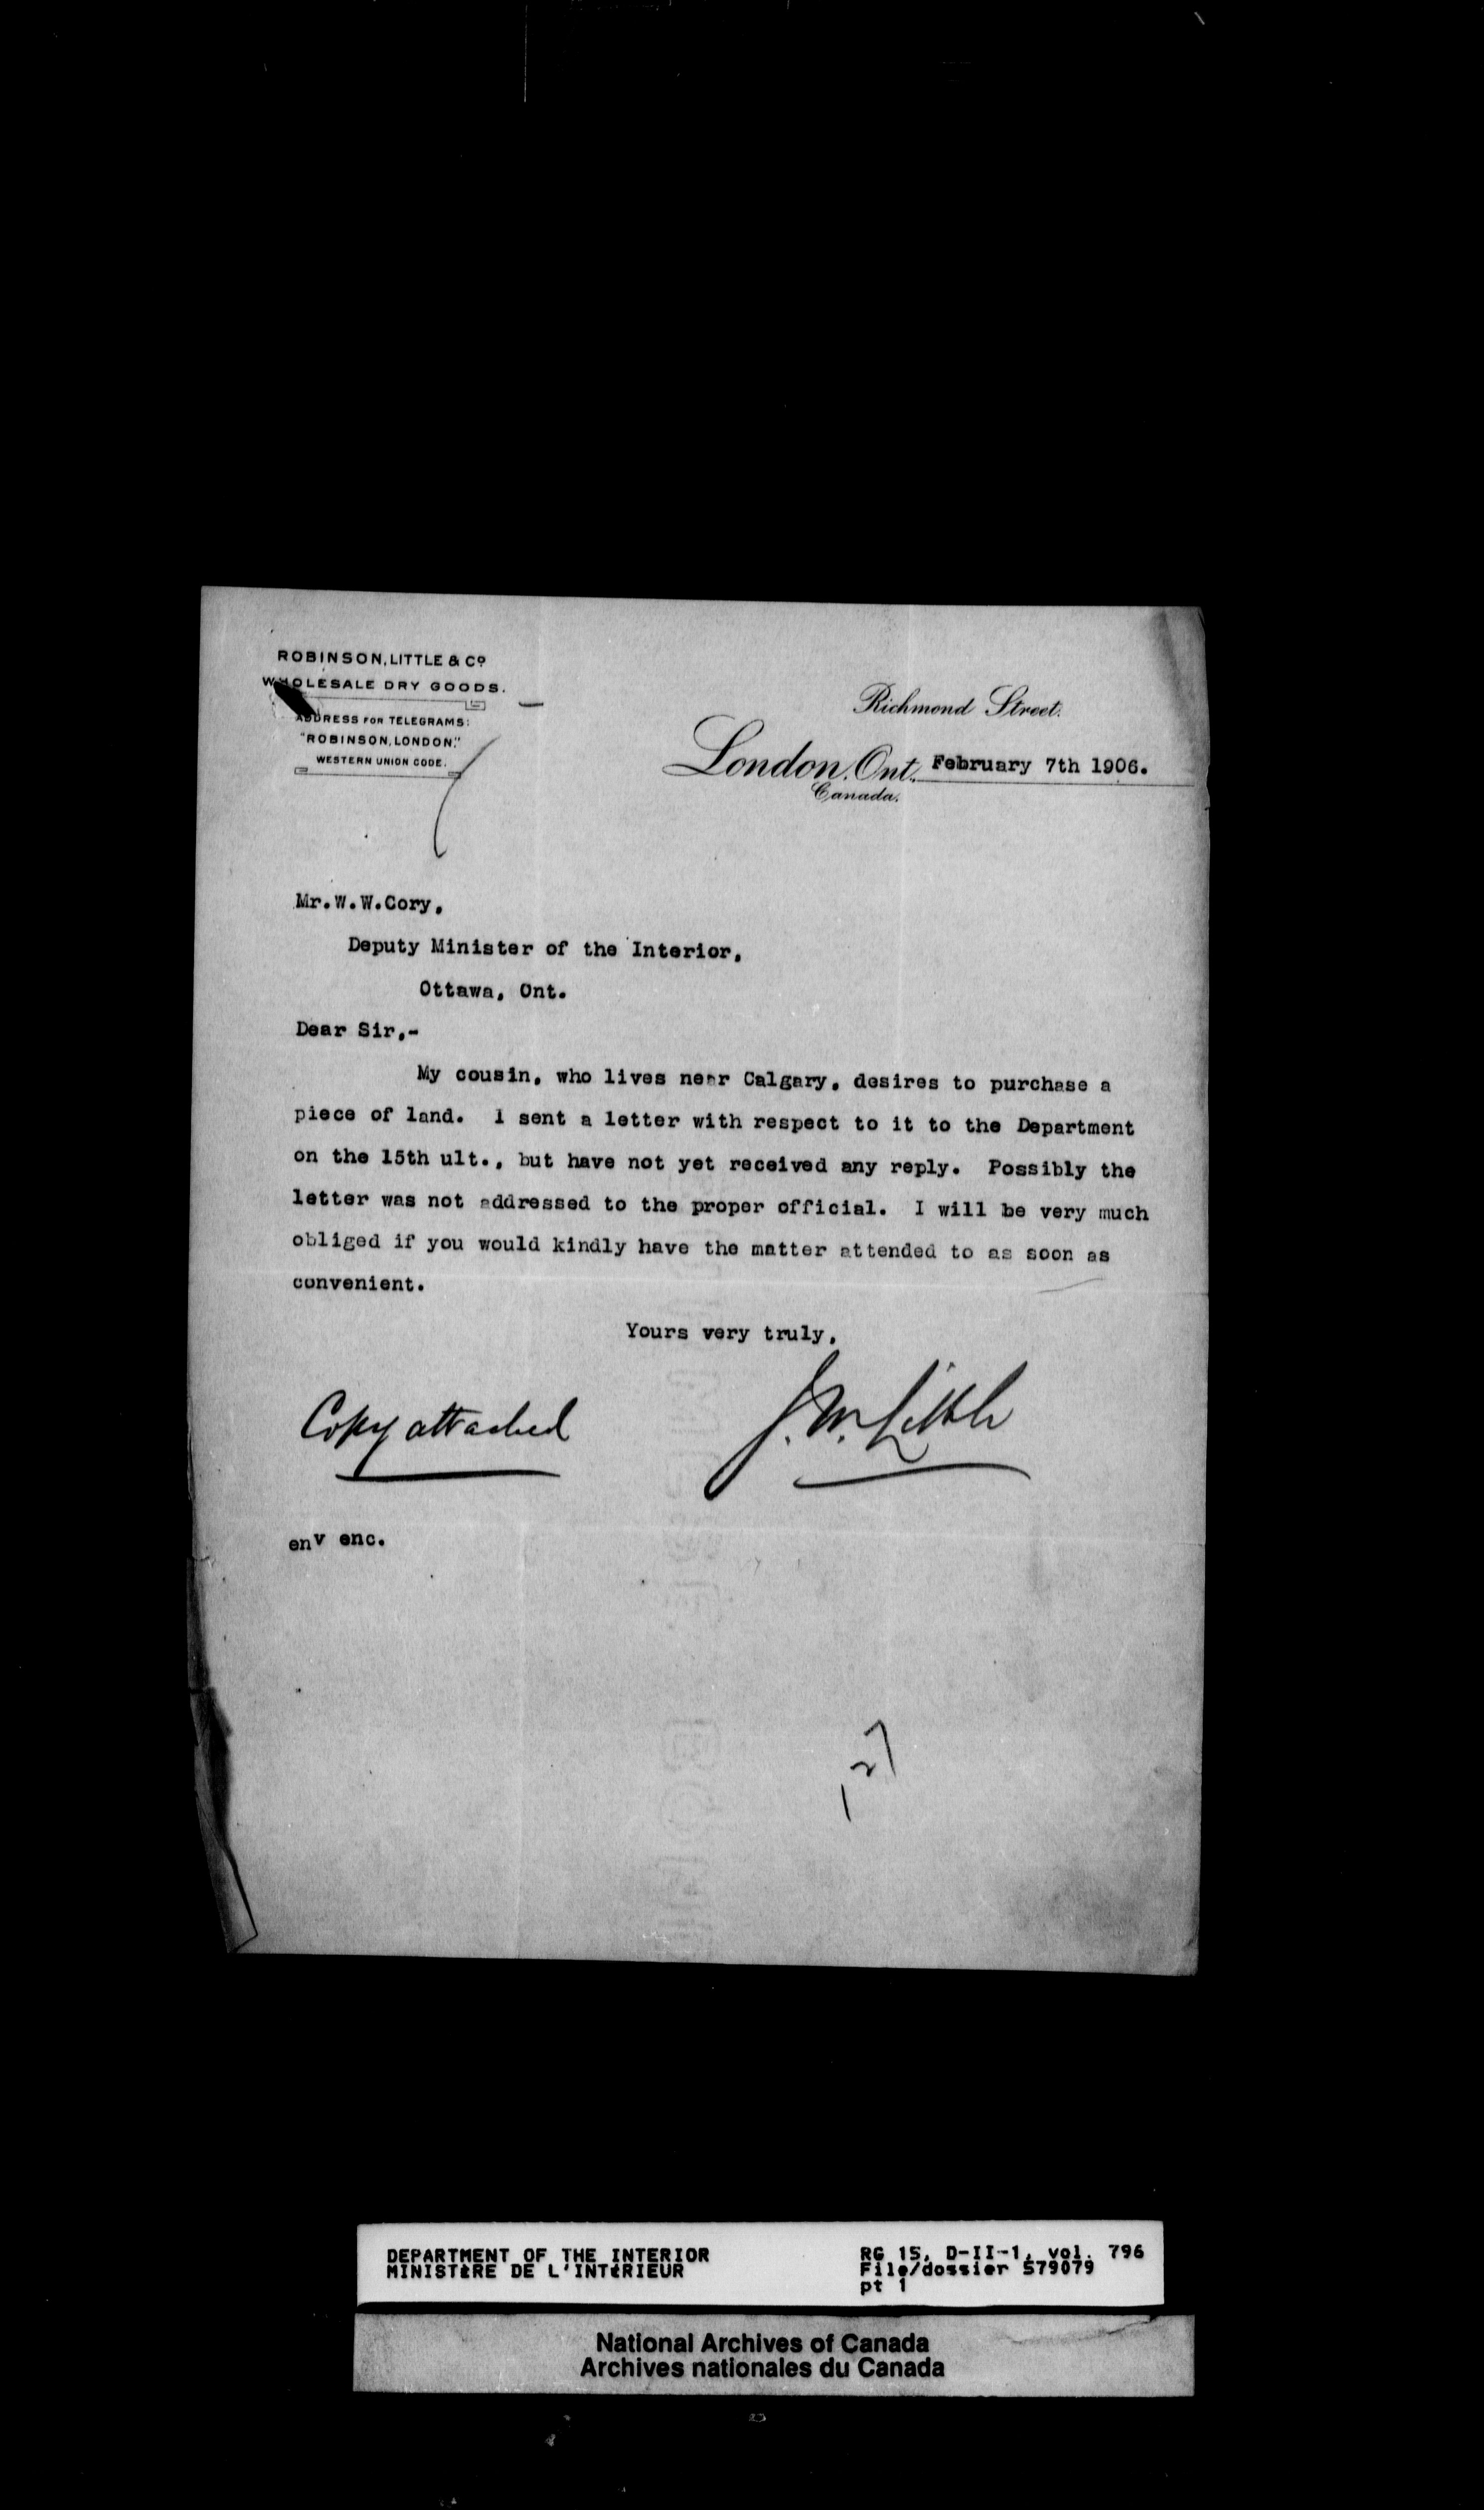 ROBINSON, LITTLE & Co
WHOLESALE DRY GOODS.
ADDRESS FOR TELEGRAMS:
"ROBINSON, LONDON."
WESTERN UNION CODE.
Richmond Street.
London, Ont. February 7th 1906.
Canada.
Mr.W.W.Cory,
Deputy Minister of the Interior,
Ottawa, Ont.
Dear Sir,-
My cousin, who lives near Calgary, desires to purchase a
piece of land. I sent a letter with respect to it to the Department
on the 15th ult., but have not yet received any reply. Possibly the
letter was not addressed to the proper official. I will be very much
obliged if you would kindly have the matter attended to as soon as
convenient.
Yours very truly,
Copy attached
J. W. Little
env enc.
DEPARTMENT OF THE INTERIOR
MINISTÈRE DE L'INTÉRIEUR
RG 15, D-II-1, vol. 796
File/dossier 579079
pt 1
National Archives of Canada
Archives nationales du Canada